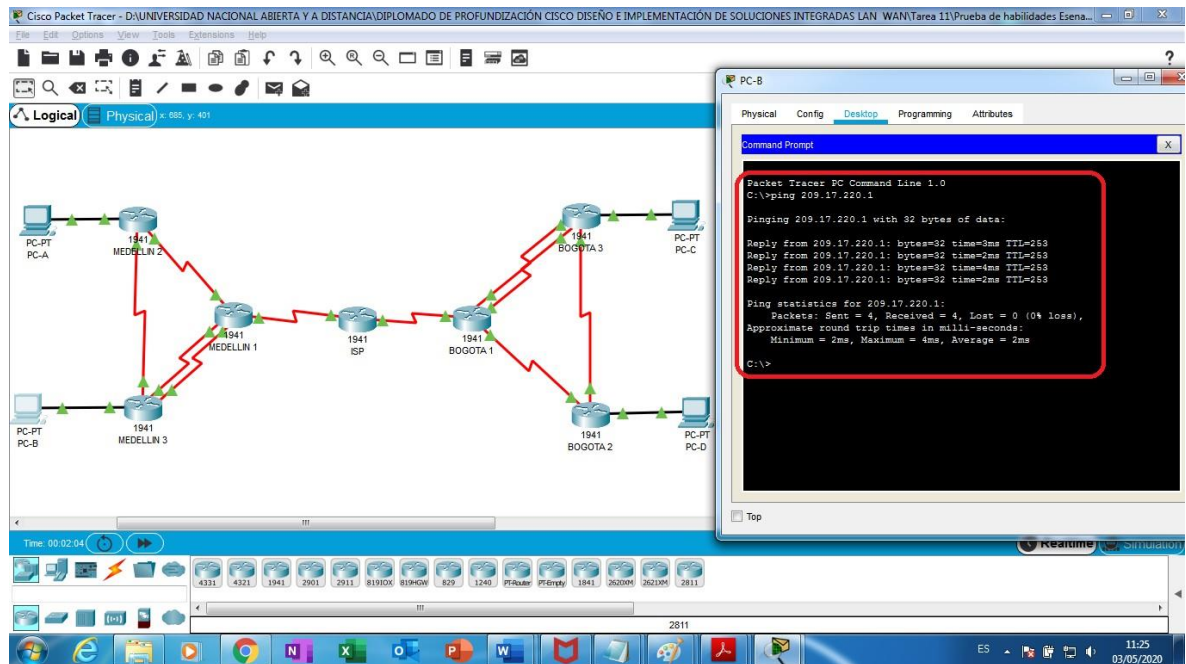 Cisco Packet Tracer - D:\UNIVERSIDAD NACIONAL ABIERTA Y A DISTANCIA\DIPLOMADO DE PROFUNDIZACIÓN CISCO DISEÑO E IMPLEMENTACIÓN DE SOLUCIONES INTEGRADAS LAN WAN\Tarea 11\Prueba de habilidades Esena...
File Edit Options View Tools Extensions Help
?
Logical Physical x: 685, y: 401
PC-PT
PC-A
1941
MEDELLIN 2
1941
MEDELLIN 1
PC-PT
PC-B
1941
MEDELLIN 3
1941
ISP
1941
BOGOTA 1
1941
BOGOTA 3
PC-PT
PC-C
1941
BOGOTA 2
PC-PT
PC-D
PC-B
Physical Config Desktop Programming Attributes
Command Prompt X
Packet Tracer PC Command Line 1.0
C:\>ping 209.17.220.1
Pinging 209.17.220.1 with 32 bytes of data:
Reply from 209.17.220.1: bytes=32 time=3ms TTL=253
Reply from 209.17.220.1: bytes=32 time=2ms TTL=253
Reply from 209.17.220.1: bytes=32 time=4ms TTL=253
Reply from 209.17.220.1: bytes=32 time=2ms TTL=253
Ping statistics for 209.17.220.1:
Packets: Sent = 4, Received = 4, Lost = 0 (0% loss),
Approximate round trip times in milli-seconds:
Minimum = 2ms, Maximum = 4ms, Average = 2ms
C:\>
Top
Time: 00:02:04
Realtime Simulation
4331 4321 1941 2901 2911 819IOX 819HGW 829 1240 PT-Router PT-Empty 1841 2620XM 2621XM 2811
2811
ES
11:25
03/05/2020